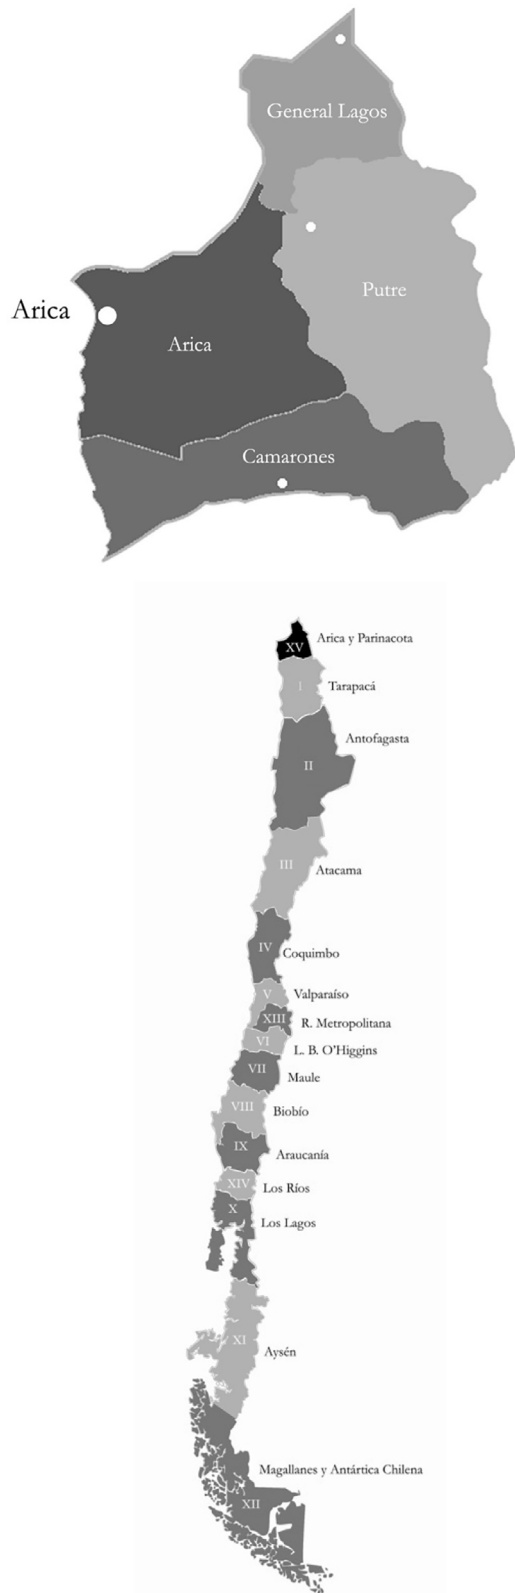 General Lagos
Putre
Arica
Arica
Camarones
XV Arica y Parinacota
I Tarapacá
Antofagasta
II
III Atacama
IV Coquimbo
V Valparaíso
XIII R. Metropolitana
VI L. B. O'Higgins
VII Maule
VIII Biobío
IX Araucanía
XIV Los Ríos
X Los Lagos
XI Aysén
Magallanes y Antártica Chilena
XII